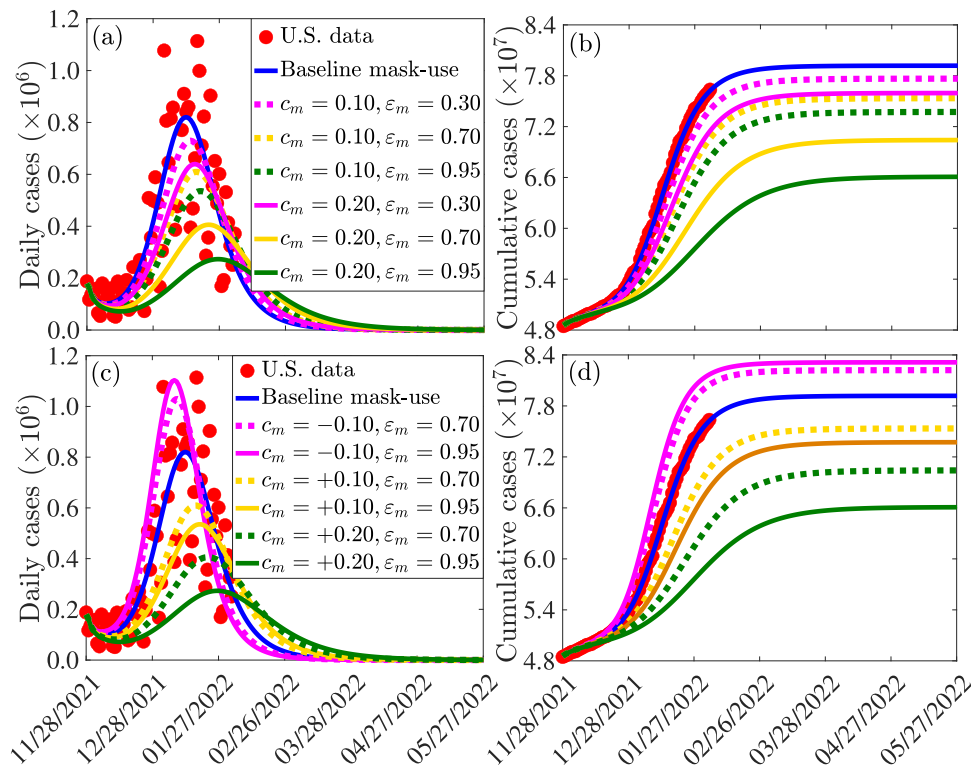 (a)
U.S. data
Baseline mask-use
c_m = 0.10, ε_m = 0.30
c_m = 0.10, ε_m = 0.70
c_m = 0.10, ε_m = 0.95
c_m = 0.20, ε_m = 0.30
c_m = 0.20, ε_m = 0.70
c_m = 0.20, ε_m = 0.95
Daily cases (×10⁶)
1.2
1.0
0.8
0.6
0.4
0.2
0.0
(b)
Cumulative cases (×10⁷)
8.4
7.8
7.2
6.6
6.0
5.4
4.8
(c)
U.S. data
Baseline mask-use
c_m = −0.10, ε_m = 0.70
c_m = −0.10, ε_m = 0.95
c_m = +0.10, ε_m = 0.70
c_m = +0.10, ε_m = 0.95
c_m = +0.20, ε_m = 0.70
c_m = +0.20, ε_m = 0.95
Daily cases (×10⁶)
1.2
1.0
0.8
0.6
0.4
0.2
0.0
11/28/2021
12/28/2021
01/27/2022
02/26/2022
03/28/2022
04/27/2022
05/27/2022
(d)
Cumulative cases (×10⁷)
8.4
7.8
7.2
6.6
6.0
5.4
4.8
11/28/2021
12/28/2021
01/27/2022
02/26/2022
03/28/2022
04/27/2022
05/27/2022